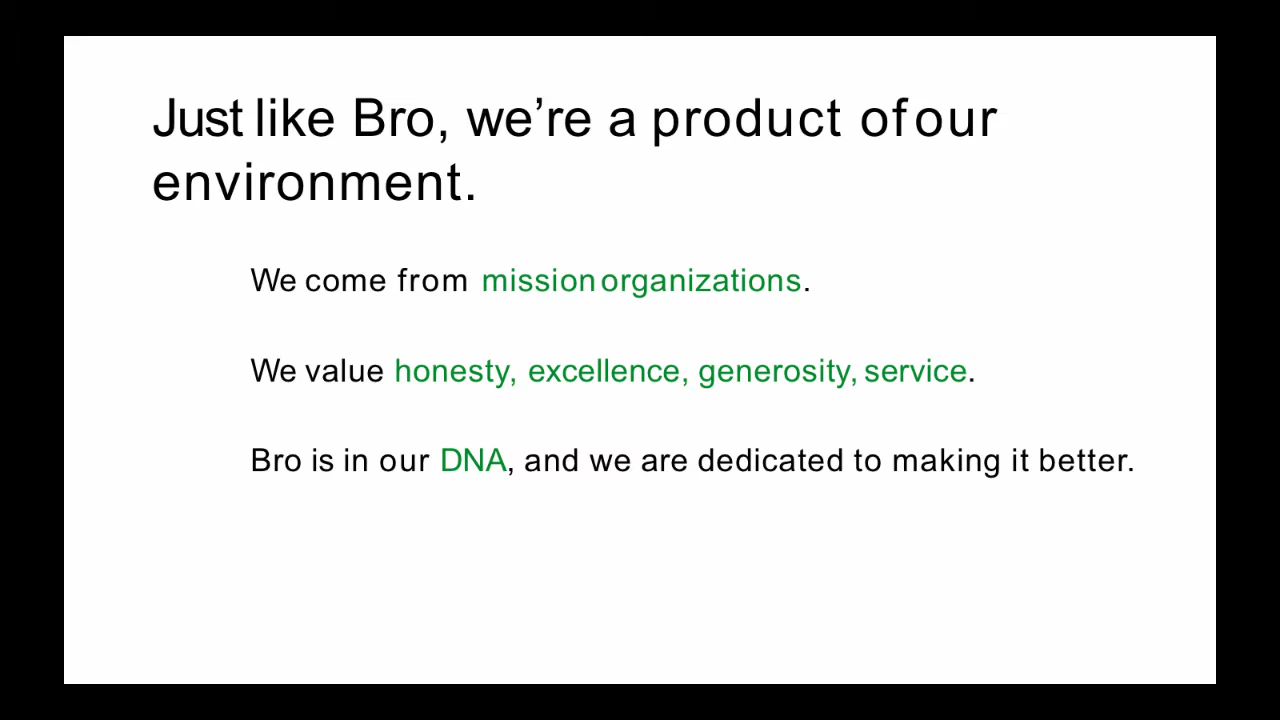 Just like Bro, we’re a product of our
environment.
We come from mission organizations.
We value honesty, excellence, generosity, service.
Bro is in our DNA, and we are dedicated to making it better.